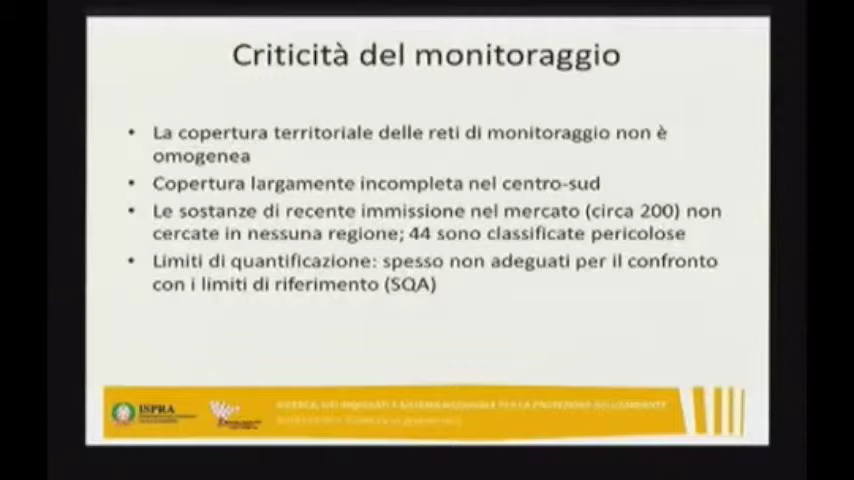 Criticità del monitoraggio
• La copertura territoriale delle reti di monitoraggio non è
omogenea
• Copertura largamente incompleta nel centro-sud
• Le sostanze di recente immissione nel mercato (circa 200) non
cercate in nessuna regione; 44 sono classificate pericolose
• Limiti di quantificazione: spesso non adeguati per il confronto
con i limiti di riferimento (SQA)
ISPRA